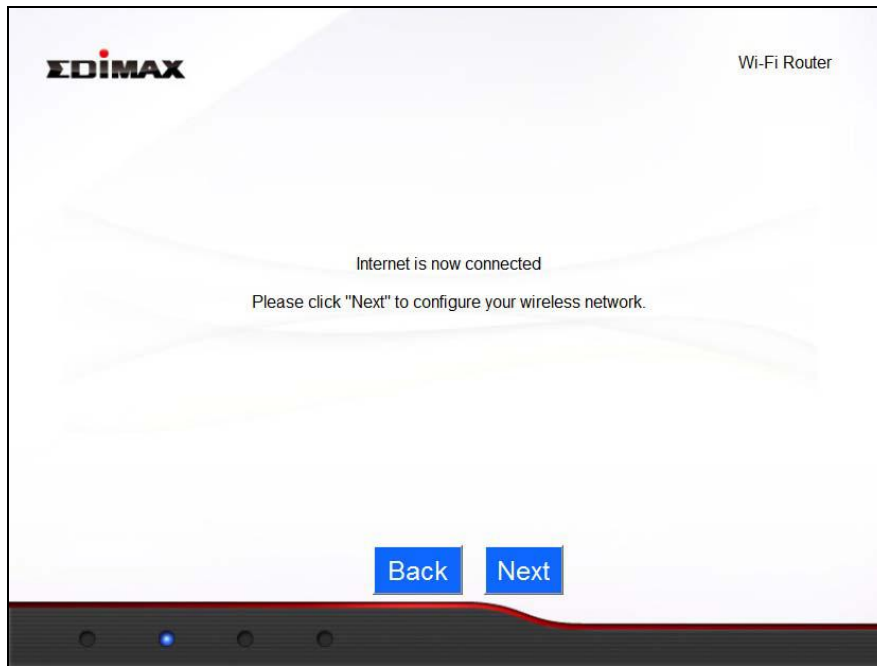 EDiMAX
Wi-Fi Router
Internet is now connected
Please click "Next" to configure your wireless network.
Back
Next